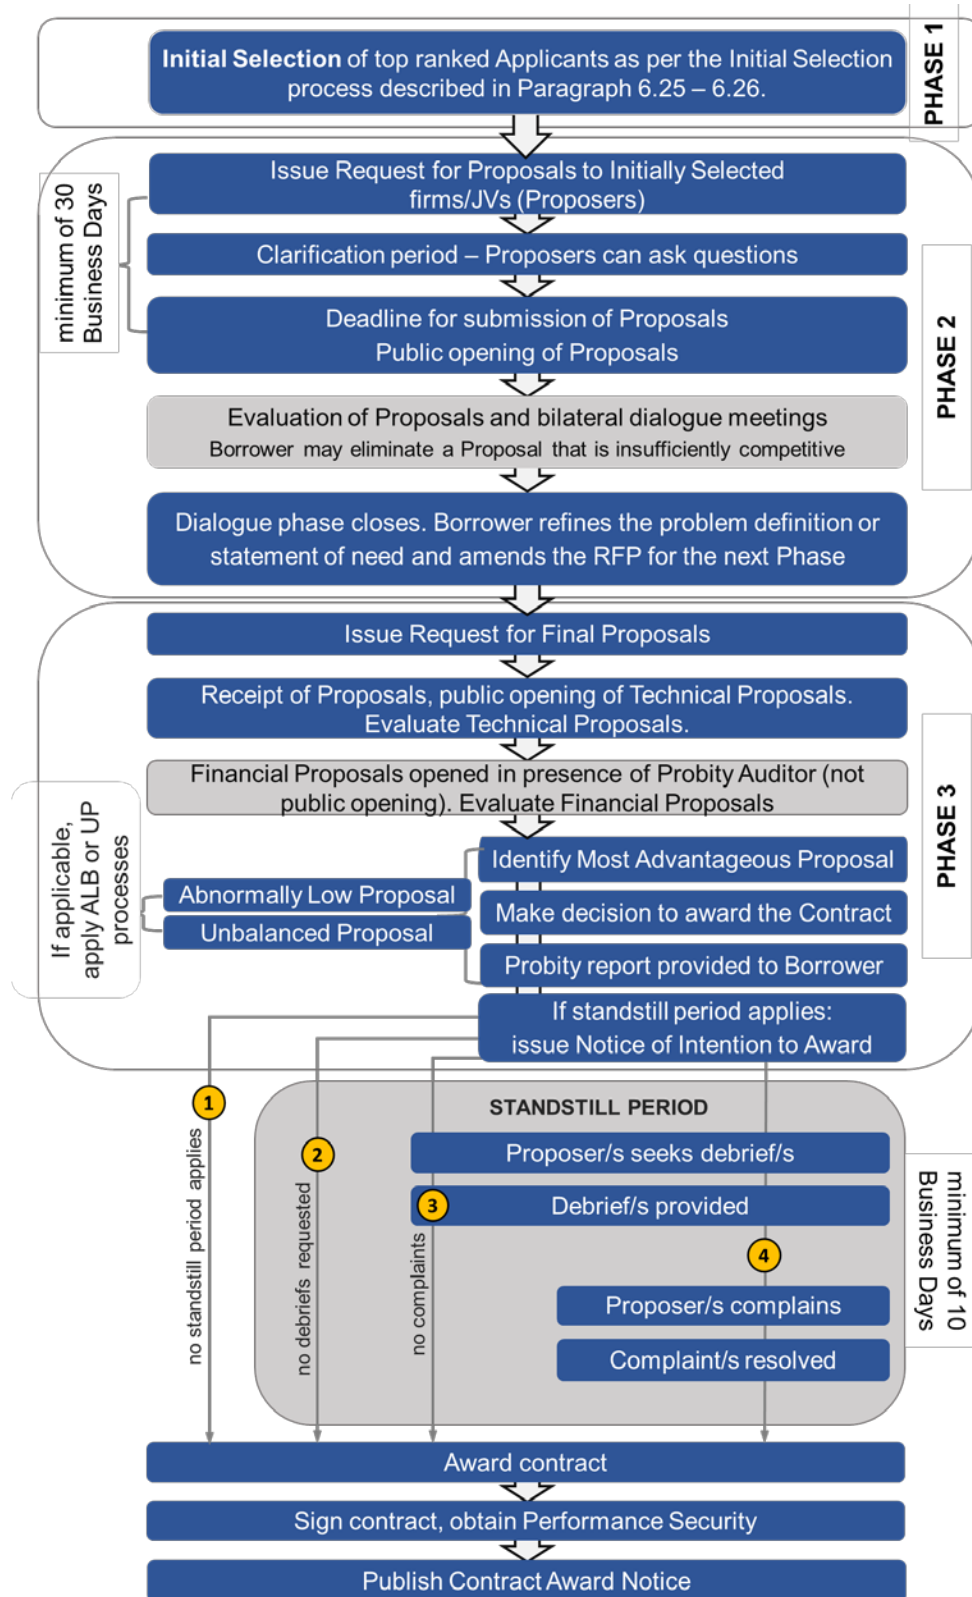 PHASE 1
Initial Selection of top ranked Applicants as per the Initial Selection
process described in Paragraph 6.25 – 6.26.
PHASE 2
minimum of 30
Business Days
Issue Request for Proposals to Initially Selected
firms/JVs (Proposers)
Clarification period – Proposers can ask questions
Deadline for submission of Proposals
Public opening of Proposals
Evaluation of Proposals and bilateral dialogue meetings
Borrower may eliminate a Proposal that is insufficiently competitive
Dialogue phase closes. Borrower refines the problem definition or
statement of need and amends the RFP for the next Phase
PHASE 3
Issue Request for Final Proposals
Receipt of Proposals, public opening of Technical Proposals.
Evaluate Technical Proposals.
Financial Proposals opened in presence of Probity Auditor (not
public opening). Evaluate Financial Proposals
If applicable,
apply ALB or UP
processes
Abnormally Low Proposal
Unbalanced Proposal
Identify Most Advantageous Proposal
Make decision to award the Contract
Probity report provided to Borrower
If standstill period applies:
issue Notice of Intention to Award
1
no standstill period applies
2
no debriefs requested
3
no complaints
STANDSTILL PERIOD
Proposer/s seeks debrief/s
Debrief/s provided
4
Proposer/s complains
Complaint/s resolved
minimum of 10
Business Days
Award contract
Sign contract, obtain Performance Security
Publish Contract Award Notice